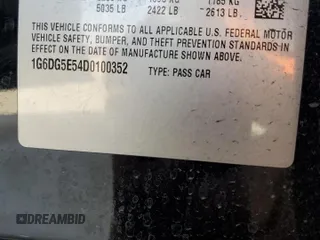 5036 LB 2422 LB 2613 LB
THIS VEHICLE CONFORMS TO ALL APPLICABLE U.S. FEDERAL MOTOR
VEHICLE SAFETY, BUMPER, AND THEFT PREVENTION STANDARDS IN
EFFECT ON THE DATE OF MANUFACTURE SHOWN ABOVE.
1G6DG5E54D0100352 TYPE: PASS CAR
© DREAMBID